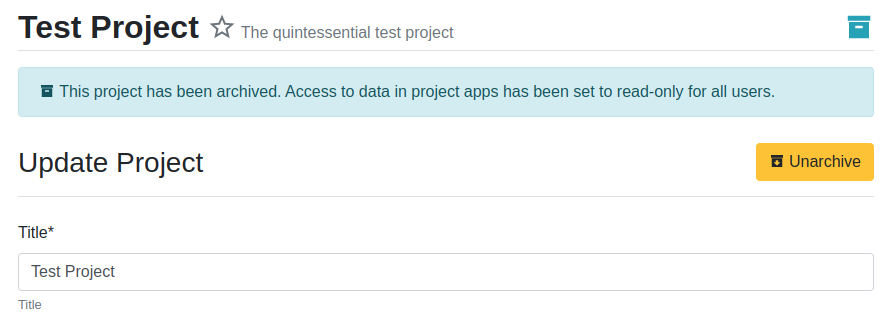 Test Project The quintessential test project
This project has been archived. Access to data in project apps has been set to read-only for all users.
Update Project
Unarchive
Title*
Test Project
Title